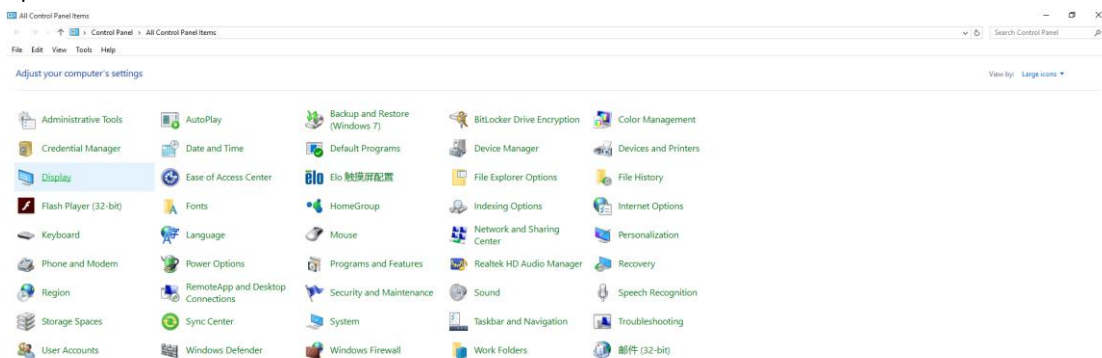 All Control Panel Items
Control Panel › All Control Panel Items
Search Control Panel
File Edit View Tools Help
Adjust your computer's settings
View by: Large icons
Administrative Tools
AutoPlay
Backup and Restore
(Windows 7)
BitLocker Drive Encryption
Color Management
Credential Manager
Date and Time
Default Programs
Device Manager
Devices and Printers
Display
Ease of Access Center
elo
Elo 触摸屏配置
File Explorer Options
File History
Flash Player (32-bit)
Fonts
HomeGroup
Indexing Options
Internet Options
Keyboard
Language
Mouse
Network and Sharing
Center
Personalization
Phone and Modem
Power Options
Programs and Features
Realtek HD Audio Manager
Recovery
Region
RemoteApp and Desktop
Connections
Security and Maintenance
Sound
Speech Recognition
Storage Spaces
Sync Center
System
Taskbar and Navigation
Troubleshooting
User Accounts
Windows Defender
Windows Firewall
Work Folders
邮件 (32-bit)